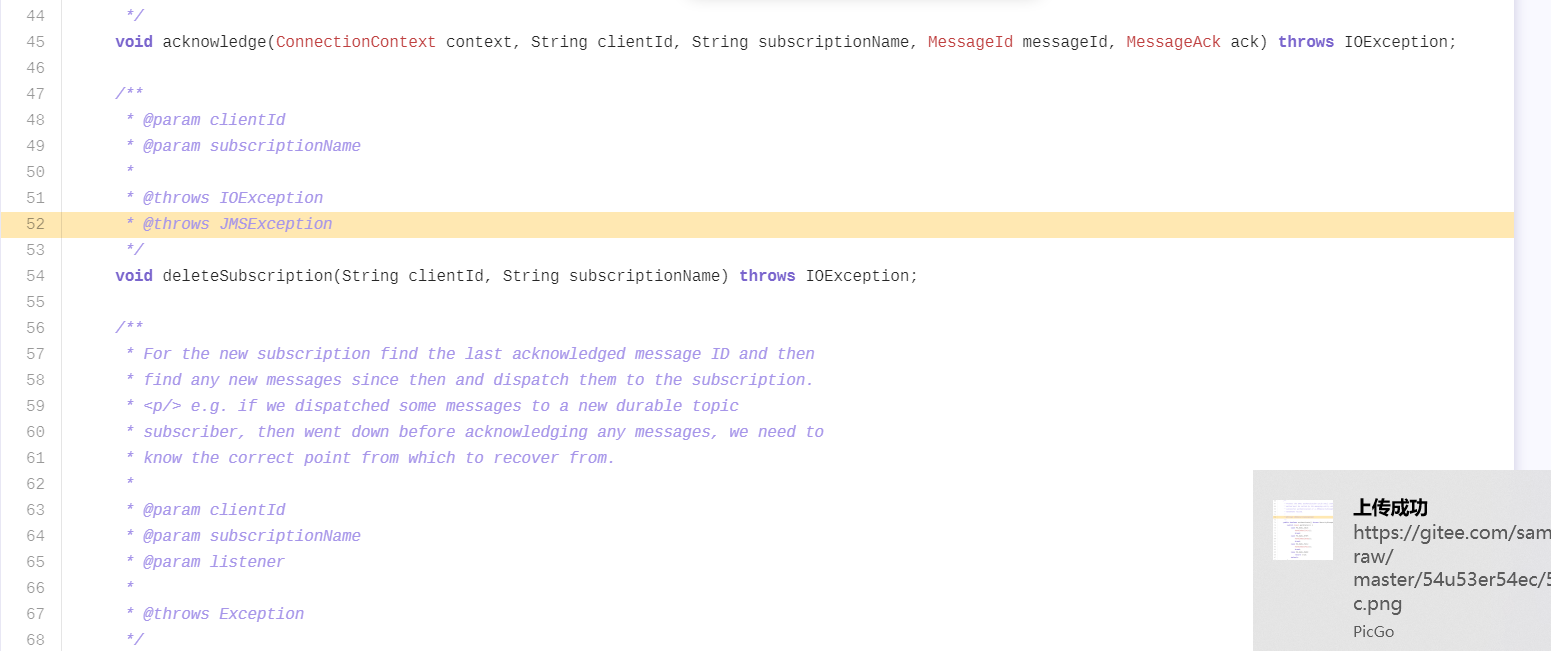 44 */
45 void acknowledge(ConnectionContext context, String clientId, String subscriptionName, MessageId messageId, MessageAck ack) throws IOException;
46
47 /**
48 * @param clientId
49 * @param subscriptionName
50 *
51 * @throws IOException
52 * @throws JMSException
53 */
54 void deleteSubscription(String clientId, String subscriptionName) throws IOException;
55
56 /**
57 * For the new subscription find the last acknowledged message ID and then
58 * find any new messages since then and dispatch them to the subscription.
59 * <p/> e.g. if we dispatched some messages to a new durable topic
60 * subscriber, then went down before acknowledging any messages, we need to
61 * know the correct point from which to recover from.
62 *
63 * @param clientId
64 * @param subscriptionName
65 * @param listener
66 *
67 * @throws Exception
68 */
上传成功
https://gitee.com/sam
raw/
master/54u53er54ec/5
c.png
PicGo